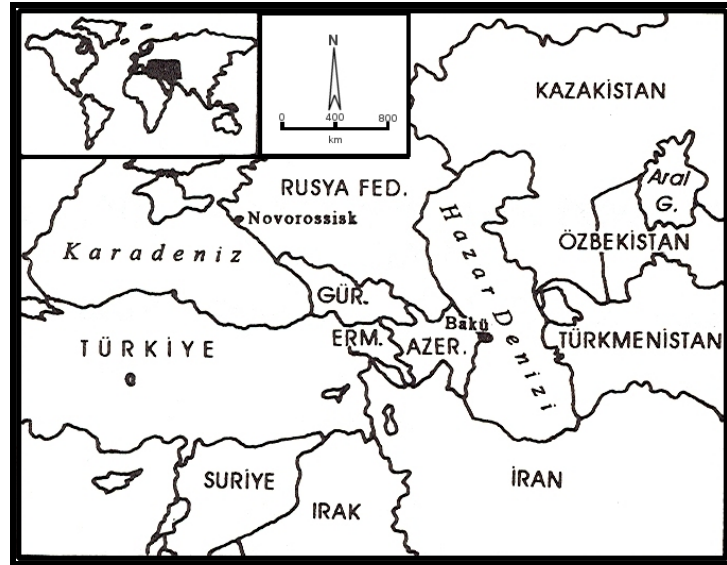 N
0 400 800
km
KAZAKİSTAN
Aral
G.
RUSYA FED.
Novorossisk
Hazar Denizi
Karadeniz
ÖZBEKİSTAN
GÜR.
Bakü
ERM.
AZER.
TÜRKMENİSTAN
TÜRKİYE
SURİYE
İRAN
IRAK